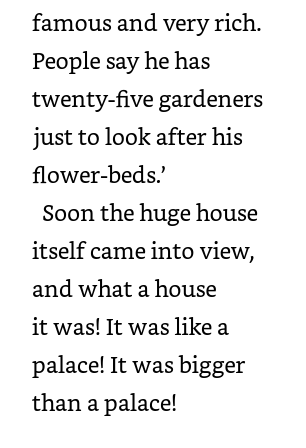 famous and very rich.
People say he has
twenty-five gardeners
just to look after his
flower-beds.’
Soon the huge house
itself came into view,
and what a house
it was! It was like a
palace! It was bigger
than a palace!